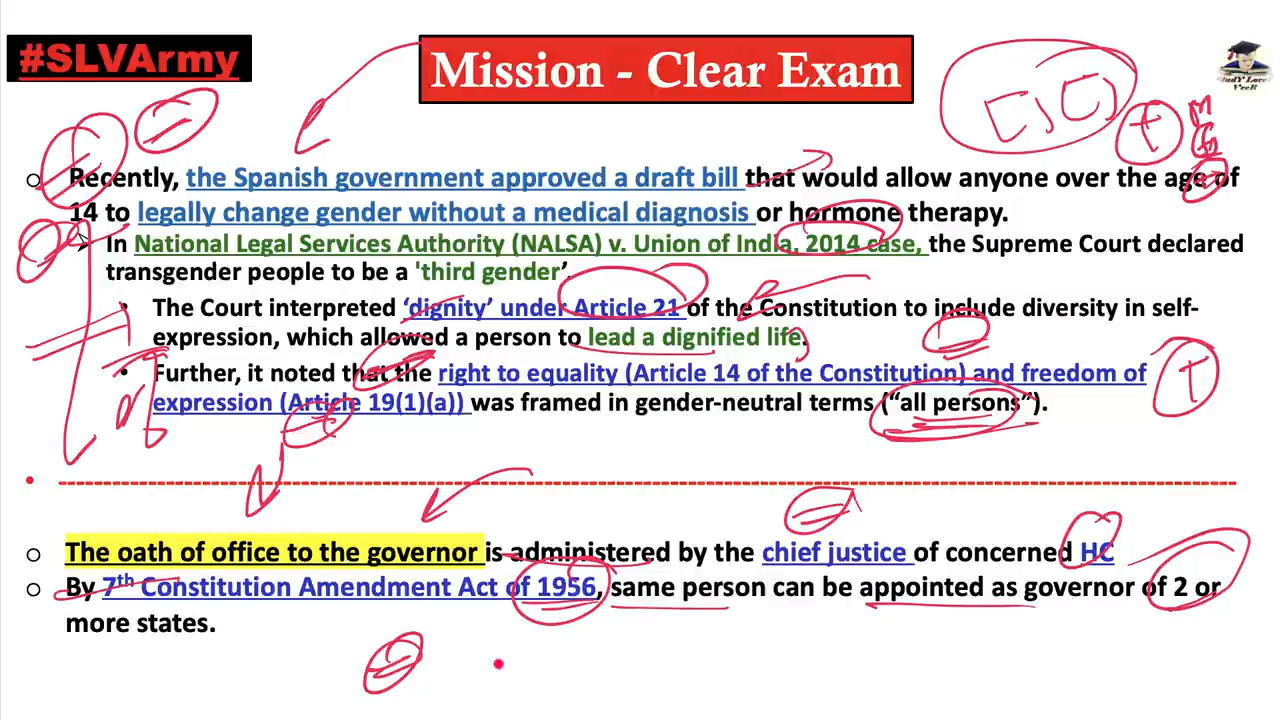 #SLVArmy
Mission - Clear Exam
StudY Lover
VeeR
Recently, the Spanish government approved a draft bill that would allow anyone over the age of
14 to legally change gender without a medical diagnosis or hormone therapy.
In National Legal Services Authority (NALSA) v. Union of India, 2014 case, the Supreme Court declared
transgender people to be a 'third gender’.
• The Court interpreted ‘dignity’ under Article 21 of the Constitution to include diversity in self-
expression, which allowed a person to lead a dignified life.
• Further, it noted that the right to equality (Article 14 of the Constitution) and freedom of
expression (Article 19(1)(a)) was framed in gender-neutral terms (“all persons”).
• The oath of office to the governor is administered by the chief justice of concerned HC
By 7th Constitution Amendment Act of 1956, same person can be appointed as governor of 2 or
more states.